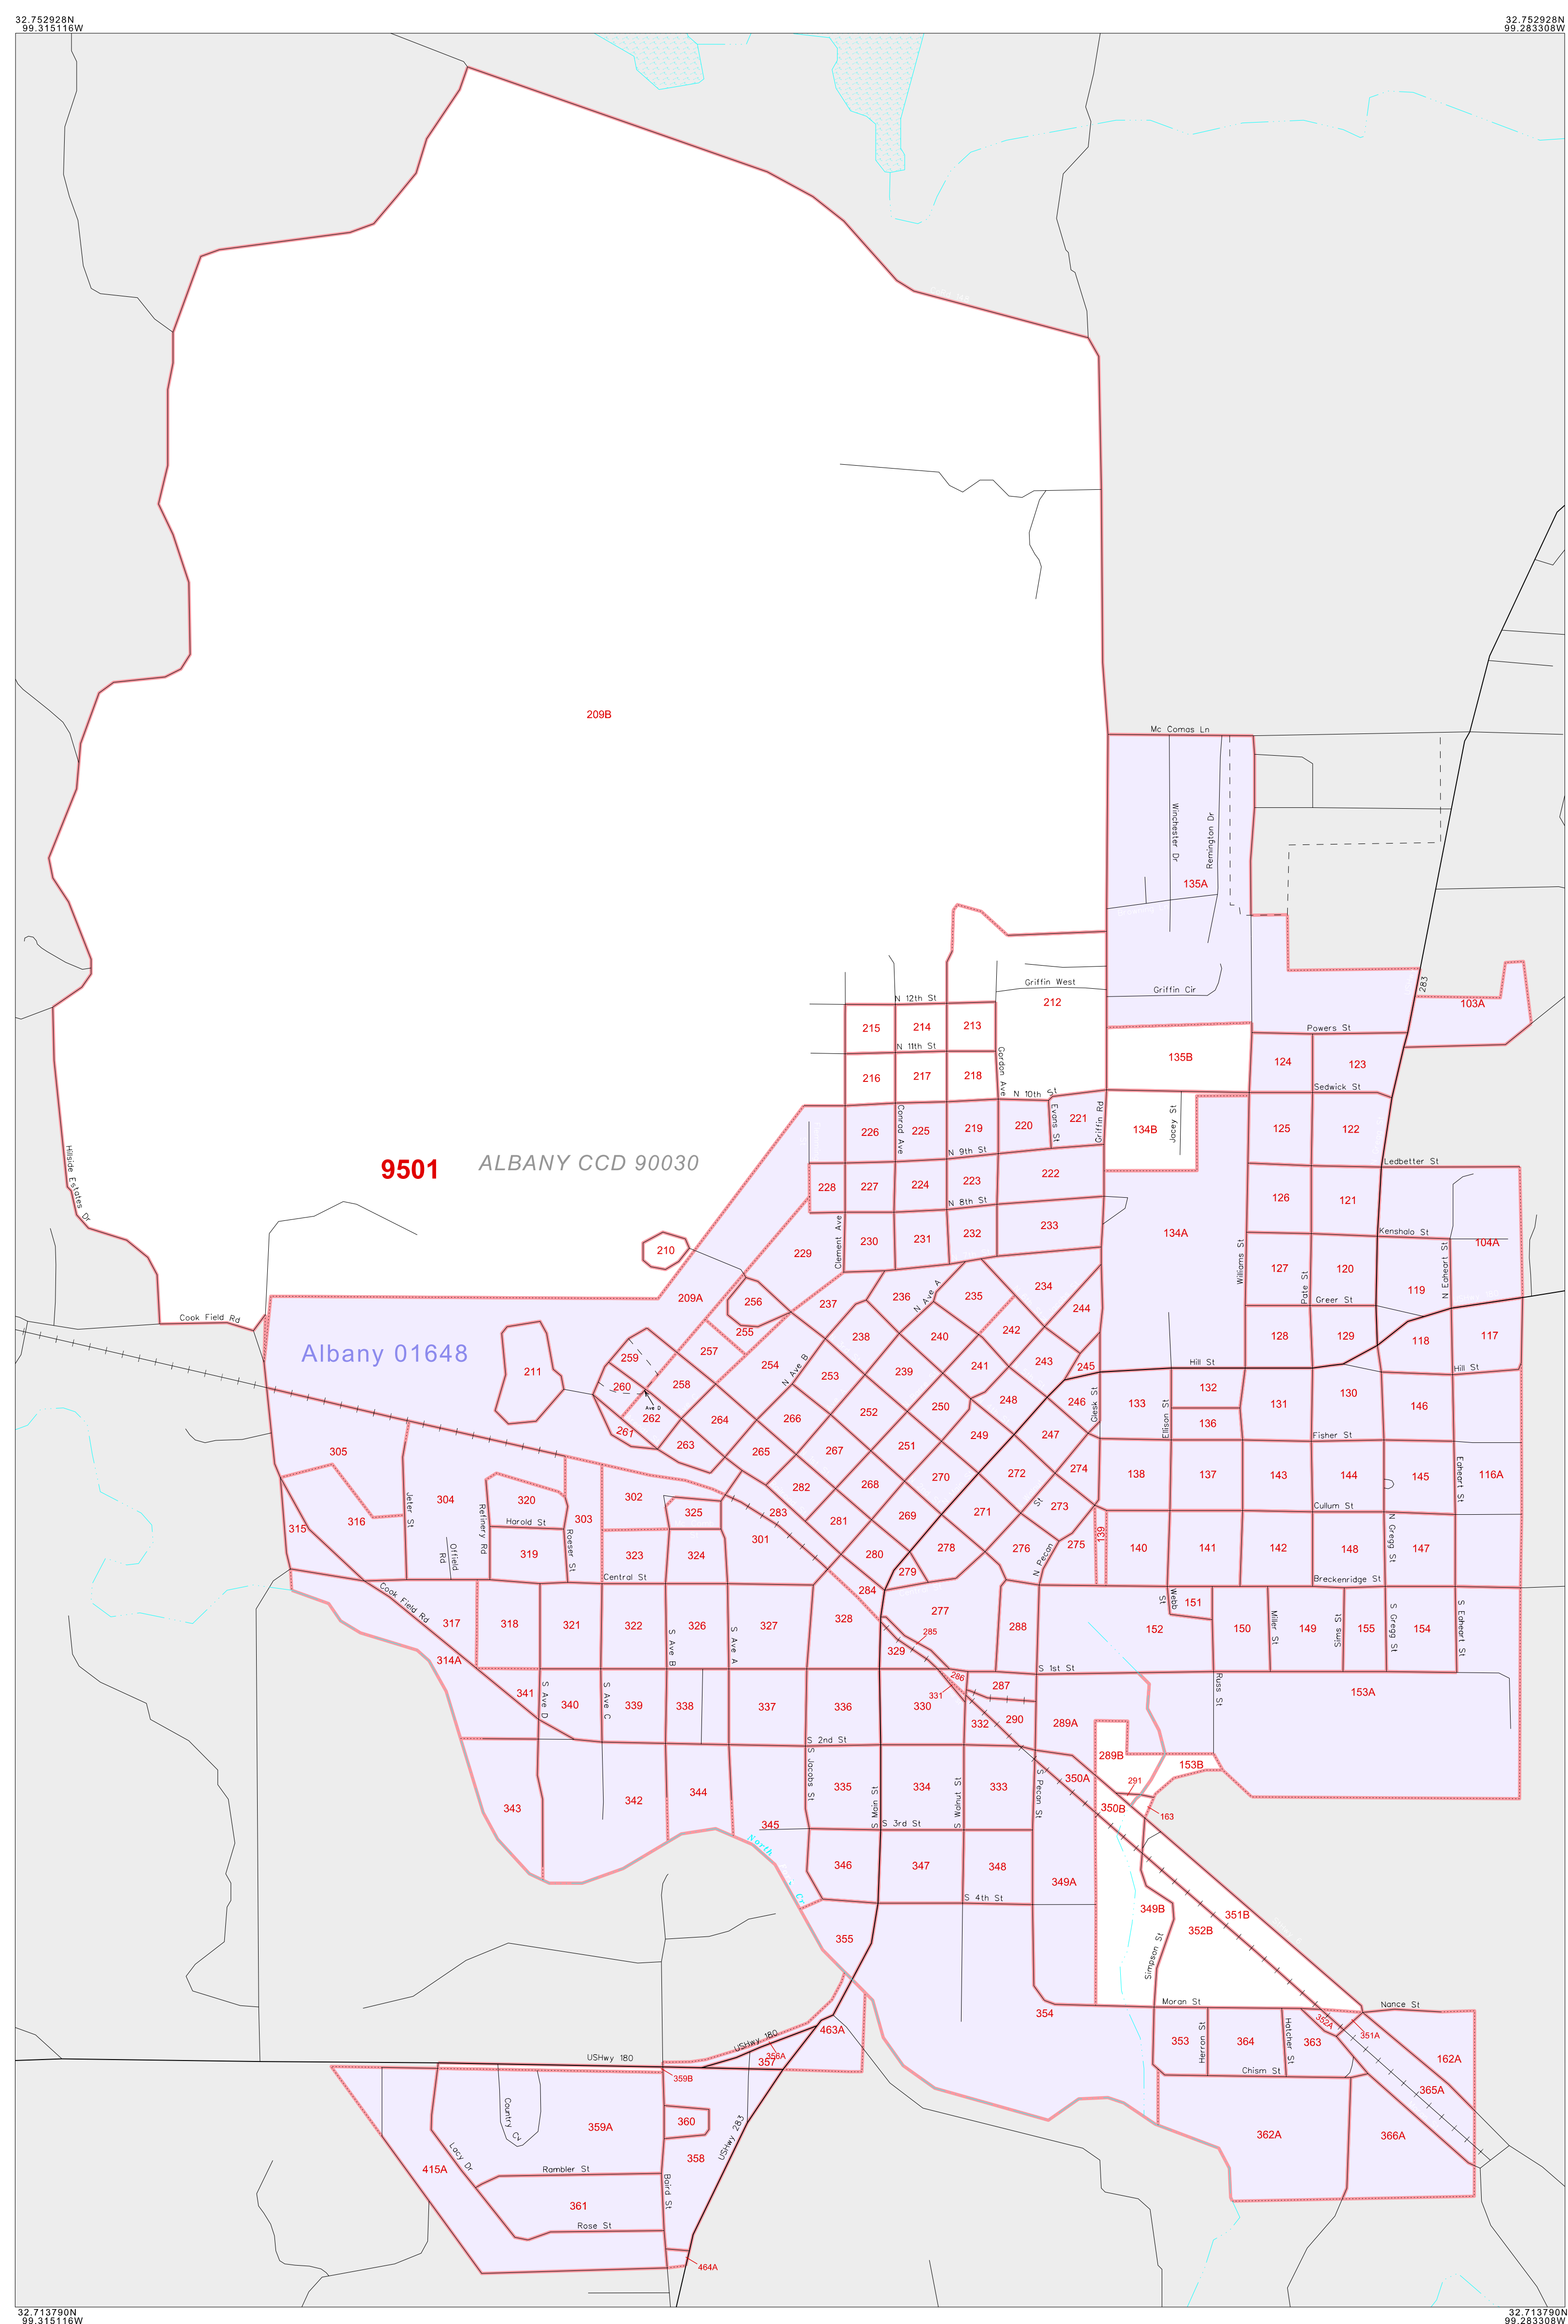 32.752928N
99.315116W
32.752928N
99.283308W
209B
Mc Comas Ln
Winchester Dr
Remington Dr
135A
283
103A
Griffin West
Griffin Cir
212
N 12th St
215
214
213
Powers St
N 11th St
135B
124
123
216
217
218
Gordon Ave
Sedwick St
N 10th St
Evans St
221
Griffin Rd
Jacey St
134B
226
Conrad Ave
225
219
220
125
122
N 9th St
Ledbetter St
9501
ALBANY CCD 90030
Hillside Estates Dr
228
227
224
223
222
126
121
N 8th St
Clement Ave
230
231
232
233
134A
Kenshalo St
104A
210
229
Williams St
127
Pate St
120
119
N Eaheart St
Cook Field Rd
209A
256
237
236
N Ave A
235
234
244
Greer St
Albany 01648
255
238
240
242
128
129
118
117
211
259
257
254
N Ave B
253
239
241
243
245
Hill St
Hill St
260
258
Ave D
262
264
266
252
250
248
246
Glesk St
133
Ellison St
132
131
130
146
136
261
263
265
267
251
249
247
Fisher St
305
304
Jeter St
316
315
320
Refinery Rd
Harold St
303
302
325
282
268
270
272
274
138
137
143
144
145
Eaheart St
116A
283
301
281
269
271
St
273
Cullum St
Offield
Rd
319
Roeser St
323
324
280
278
276
N Pecan
275
139
140
141
142
148
N Gregg St
147
Central St
279
284
Breckenridge St
Cook Field Rd
317
318
321
322
S Ave B
326
S Ave A
327
328
277
285
288
Webb
St
151
152
150
Miller St
149
Sims St
155
S Gregg St
154
S Eaheart St
314A
329
S 1st St
286
341
S Ave D
340
S Ave C
339
338
337
336
330
331
287
Russ St
153A
332
290
289A
289B
153B
S 2nd St
S Jacobs St
335
S Main St
334
S Walnut St
333
S Pecan St
350A
291
350B
163
343
342
344
345
S 3rd St
North
Cr
346
347
348
349A
S 4th St
349B
351B
352B
355
Simpson St
354
Moran St
Nance St
463A
USHwy 180
USHwy 180
356A
357
353
Herron St
364
Hatcher St
363
352A
351A
359B
Chism St
162A
365A
Country Cv
359A
360
USHwy 283
362A
366A
415A
Lacy Dr
Rambler St
358
Baird St
361
Rose St
464A
32.713790N
99.315116W
32.713790N
99.283308W